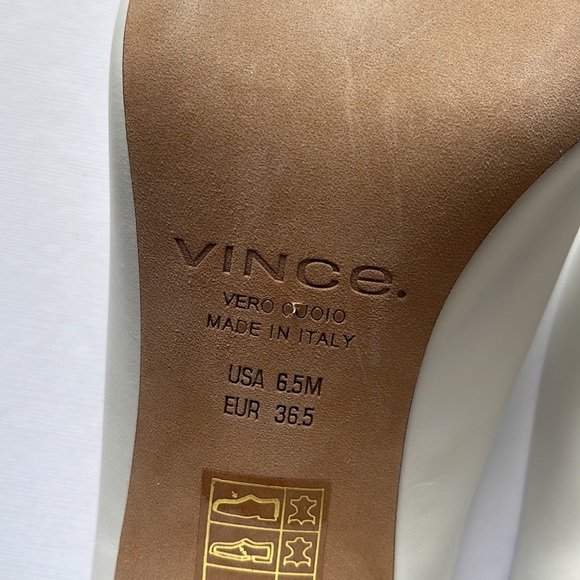 VINCe.
VERO CUOIO
MADE IN ITALY
USA 6.5M
EUR 36.5